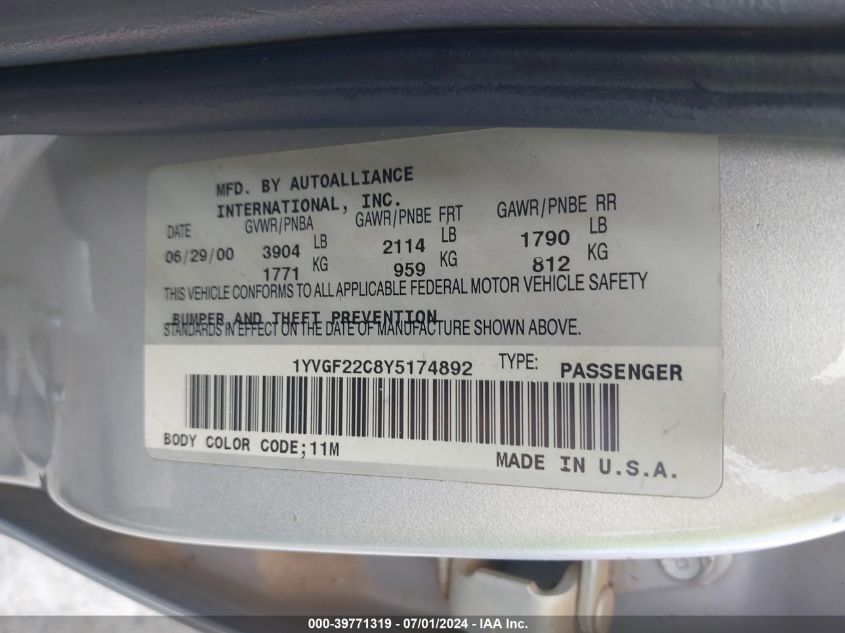 MFD. BY AUTOALLIANCE
INTERNATIONAL, INC.
DATE GVWR/PNBA GAWR/PNBE FRT GAWR/PNBE RR
06/29/00 3904 LB 2114 LB 1790 LB
1771 KG 959 KG 812 KG
THIS VEHICLE CONFORMS TO ALL APPLICABLE FEDERAL MOTOR VEHICLE SAFETY
BUMPER AND THEFT PREVENTION
STANDARDS IN EFFECT ON THE DATE OF MANUFACTURE SHOWN ABOVE.
1YVGF22C8Y5174892 TYPE: PASSENGER
BODY COLOR CODE;11M
MADE IN U.S.A.
000-39771319 - 07/01/2024 - IAA Inc.